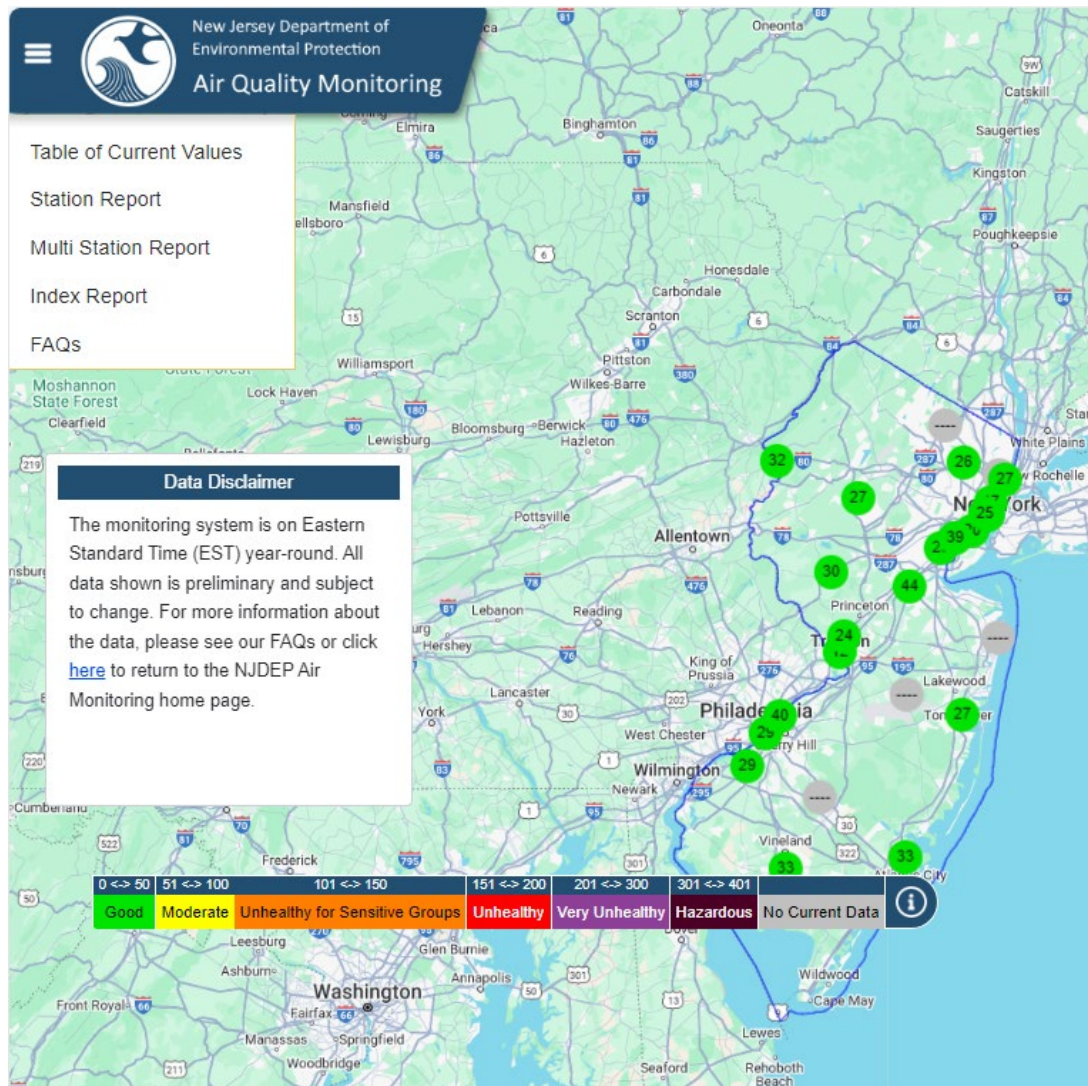 New Jersey Department of
Environmental Protection
Air Quality Monitoring
Table of Current Values
Station Report
Multi Station Report
Index Report
FAQs
Data Disclaimer
The monitoring system is on Eastern
Standard Time (EST) year-round. All
data shown is preliminary and subject
to change. For more information about
the data, please see our FAQs or click
here to return to the NJDEP Air
Monitoring home page.
Oneonta
Catskill
Saugerties
Kingston
Poughkeepsie
Elmira
Binghamton
Mansfield
Honesdale
Carbondale
Scranton
Pittston
Wilkes-Barre
Williamsport
Lock Haven
Moshannon
State Forest
Clearfield
Lewisburg
Bloomsburg
Berwick
Hazleton
White Plains
Pottsville
Allentown
Lebanon
Reading
Hershey
Princeton
King of
Prussia
Lancaster
York
West Chester
Lakewood
Wilmington
Newark
Vineland
Frederick
Leesburg
Ashburn
Glen Burnie
Annapolis
Washington
Front Royal
Fairfax
Springfield
Manassas
Woodbridge
Wildwood
Cape May
Lewes
Rehoboth
Beach
Seaford
32
26
27
27
25
39
44
30
24
40
29
29
27
33
33
----
----
----
----
0 <-> 50
51 <-> 100
101 <-> 150
151 <-> 200
201 <-> 300
301 <-> 401
Good
Moderate
Unhealthy for Sensitive Groups
Unhealthy
Very Unhealthy
Hazardous
No Current Data